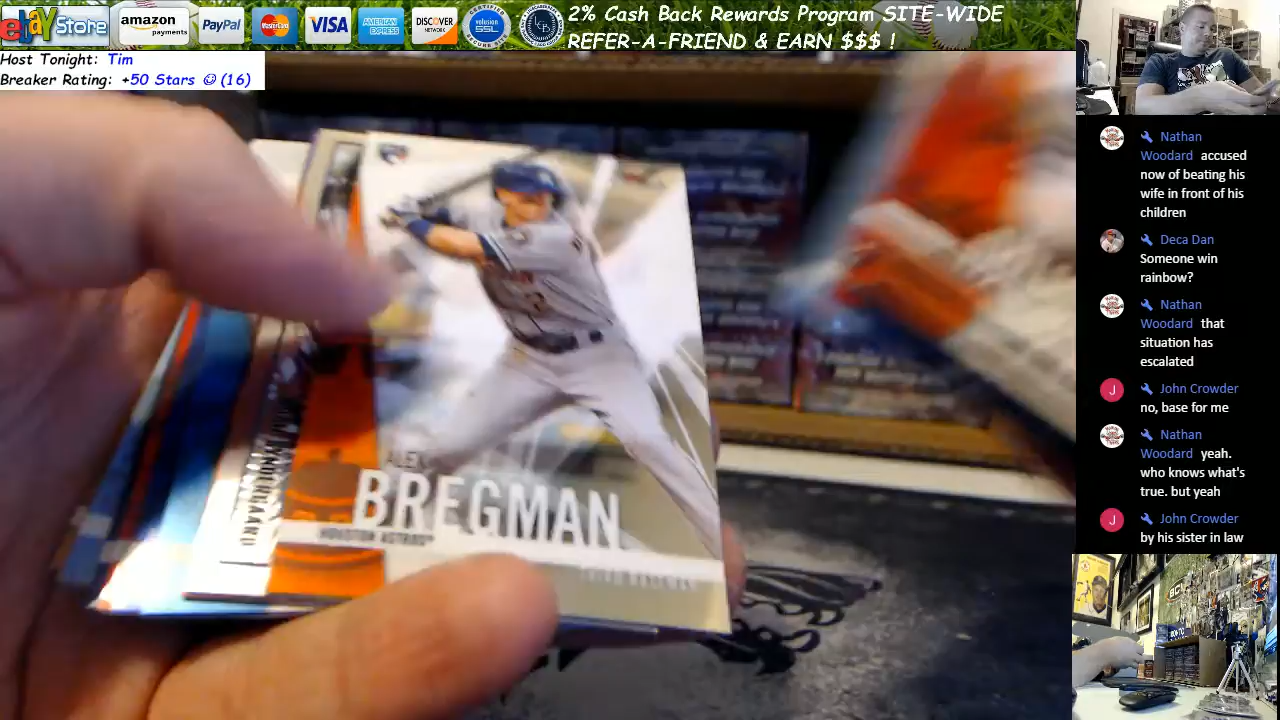 ebay Store
amazon
payments
PayPal
MasterCard
VISA
AMERICAN
EXPRESS
DISCOVER
NETWORK
volusion
SSL
2% Cash Back Rewards Program SITE-WIDE
REFER-A-FRIEND & EARN $$$ !
Host Tonight: Tim
Breaker Rating: +50 Stars ☺ (16)
ALEX
BREGMAN
HOUSTON ASTROS
Nathan
Woodard accused
now of beating his
wife in front of his
children
Deca Dan
Someone win
rainbow?
Nathan
Woodard that
situation has
escalated
J John Crowder
no, base for me
Nathan
Woodard yeah.
who knows what's
true. but yeah
J John Crowder
by his sister in law